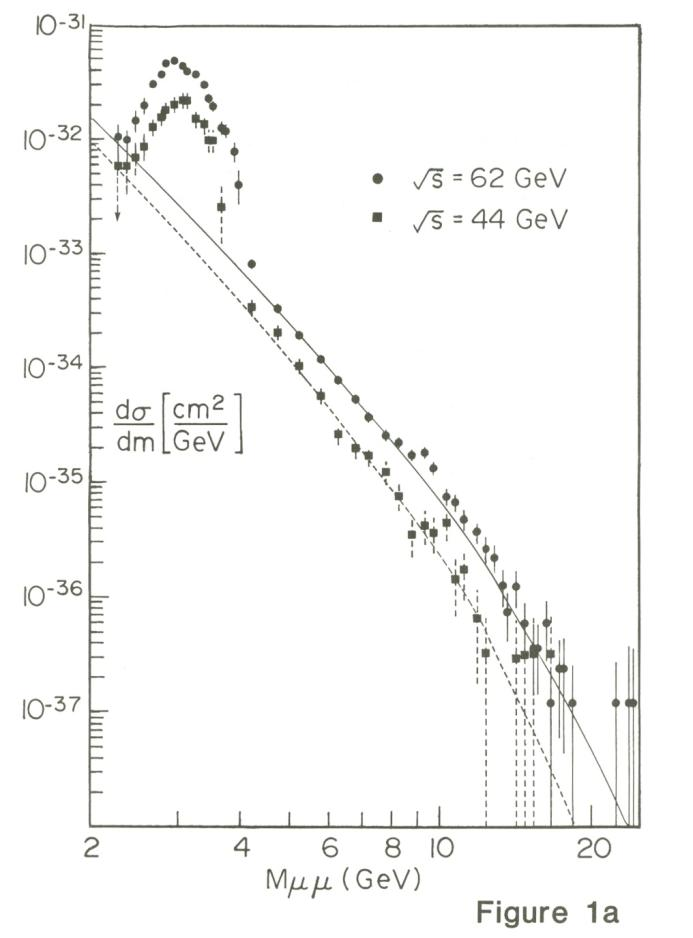 10-31
10-32
10-33
10-34
10-35
10-36
10-37
√s = 62 GeV
√s = 44 GeV
dσ/dm [cm2/GeV]
2 4 6 8 10 20
Mμμ (GeV)
Figure 1a